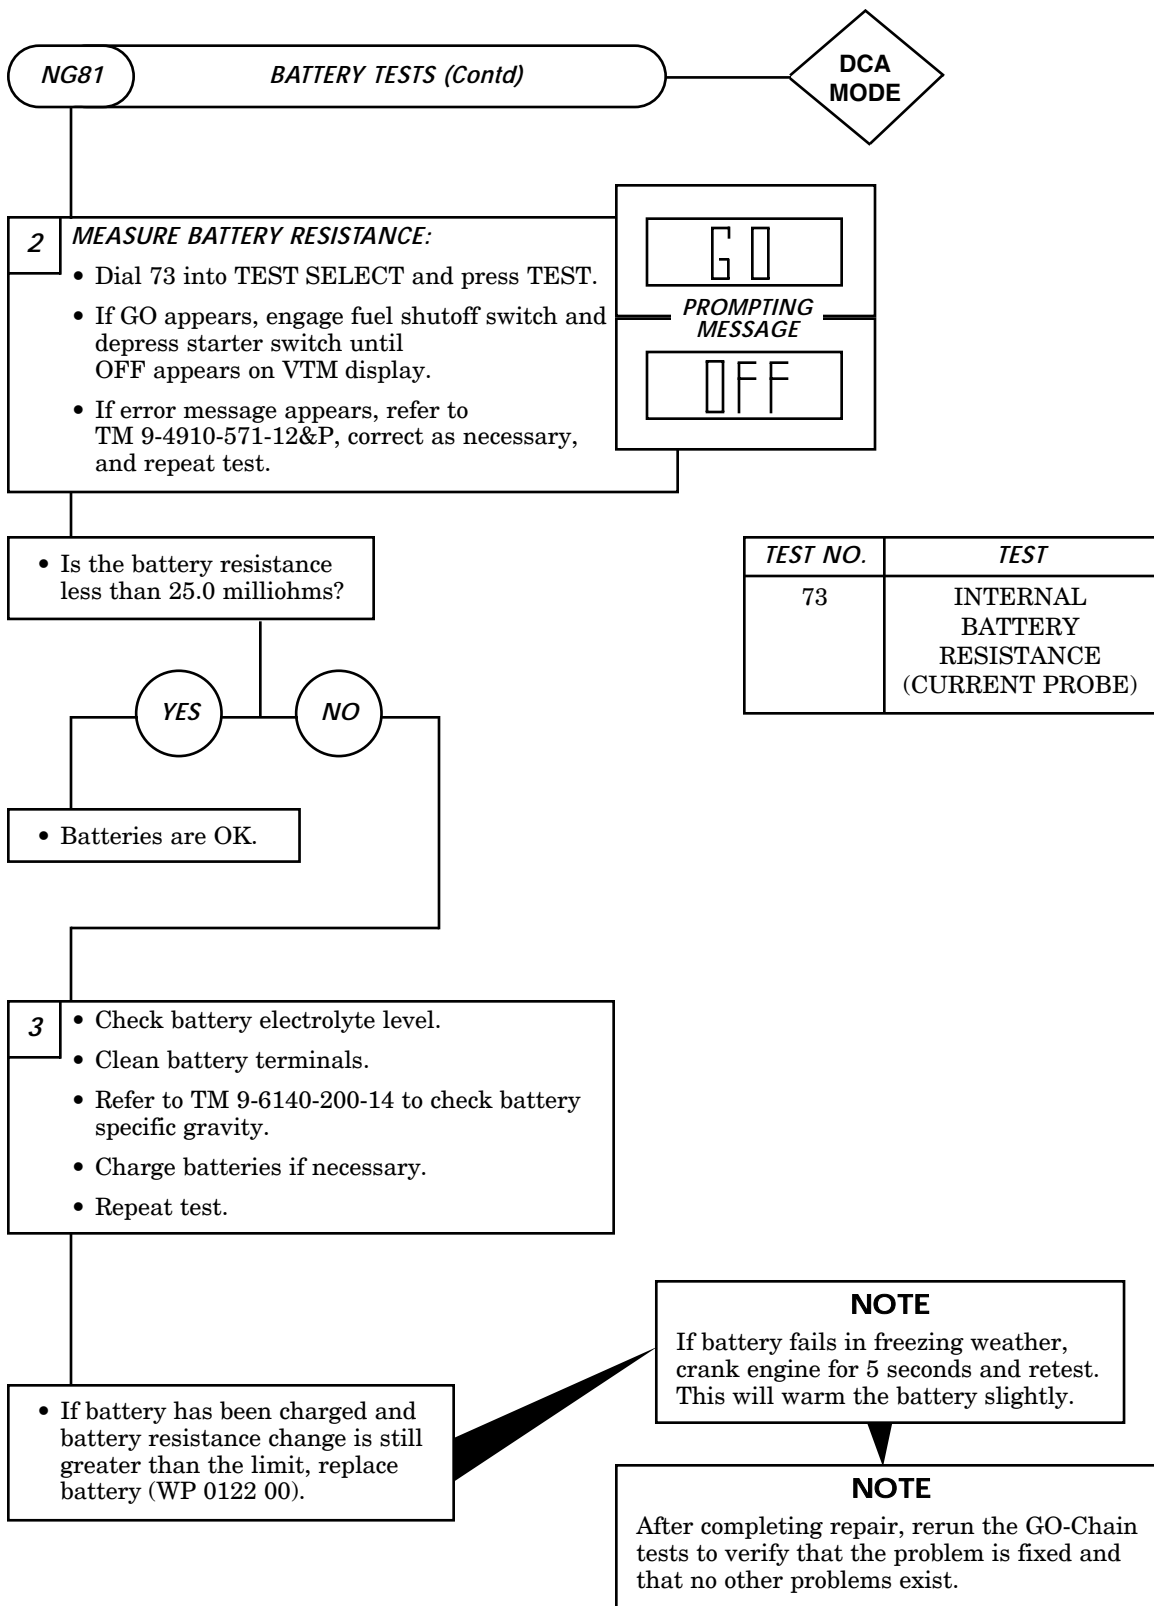 NG81
BATTERY TESTS (Contd)
DCA
MODE
2
MEASURE BATTERY RESISTANCE:
• Dial 73 into TEST SELECT and press TEST.
• If GO appears, engage fuel shutoff switch and
depress starter switch until
OFF appears on VTM display.
• If error message appears, refer to
TM 9-4910-571-12&P, correct as necessary,
and repeat test.
GO
PROMPTING
MESSAGE
OFF
• Is the battery resistance
less than 25.0 milliohms?
TEST NO.
TEST
73
INTERNAL
BATTERY
RESISTANCE
(CURRENT PROBE)
YES
NO
• Batteries are OK.
3
• Check battery electrolyte level.
• Clean battery terminals.
• Refer to TM 9-6140-200-14 to check battery
specific gravity.
• Charge batteries if necessary.
• Repeat test.
• If battery has been charged and
battery resistance change is still
greater than the limit, replace
battery (WP 0122 00).
NOTE
If battery fails in freezing weather,
crank engine for 5 seconds and retest.
This will warm the battery slightly.
NOTE
After completing repair, rerun the GO-Chain
tests to verify that the problem is fixed and
that no other problems exist.